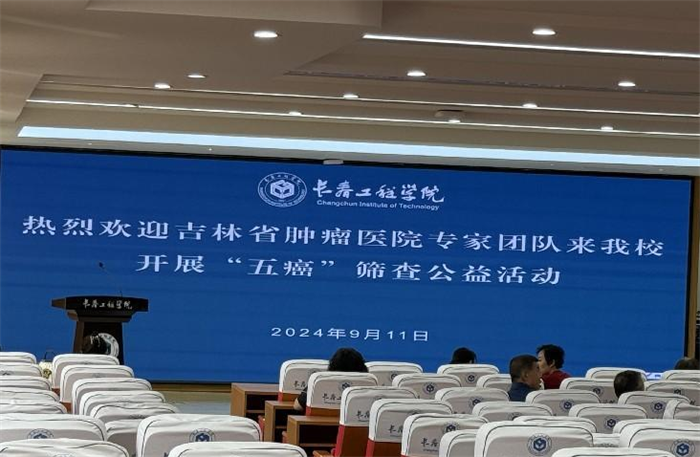 长春工程学院
Changchun Institute of Technology
热烈欢迎吉林省肿瘤医院专家团队来我校
开展“五癌”筛查公益活动
2024年9月11日
长春工程学院